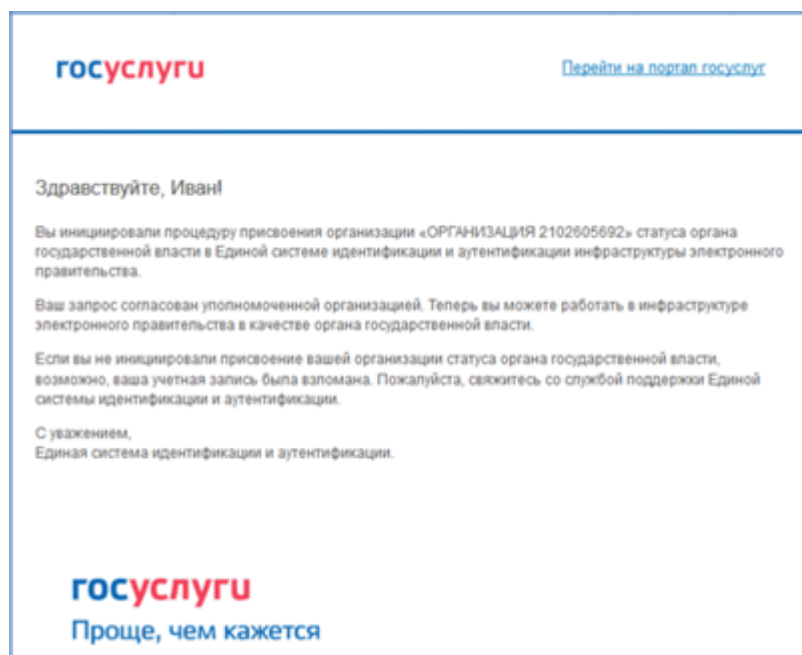 госуслуги
Перейти на портал госуслуг
Здравствуйте, Иван!
Вы инициировали процедуру присвоения организации «ОРГАНИЗАЦИЯ 2102605692» статуса органа
государственной власти в Единой системе идентификации и аутентификации инфраструктуры электронного
правительства.
Ваш запрос согласован уполномоченной организацией. Теперь вы можете работать в инфраструктуре
электронного правительства в качестве органа государственной власти.
Если вы не инициировали присвоение вашей организации статуса органа государственной власти,
возможно, ваша учетная запись была взломана. Пожалуйста, свяжитесь со службой поддержки Единой
системы идентификации и аутентификации.
С уважением,
Единая система идентификации и аутентификации.
госуслуги
Проще, чем кажется